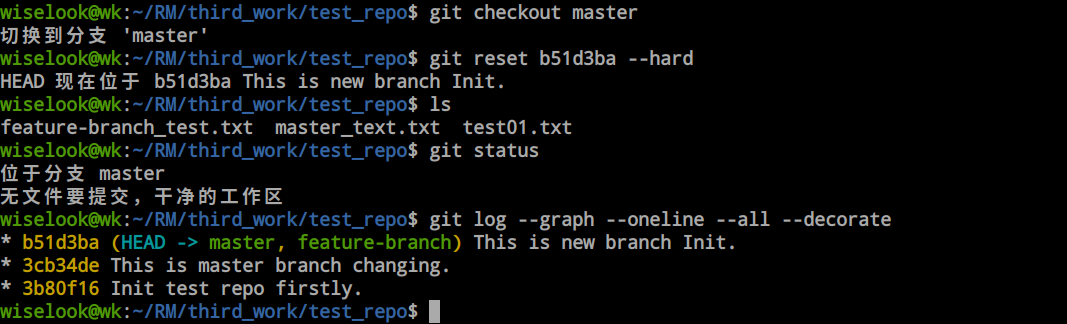 wiselook@wk:~/RM/third_work/test_repo$ git checkout master
切换到分支 'master'
wiselook@wk:~/RM/third_work/test_repo$ git reset b51d3ba --hard
HEAD 现在位于 b51d3ba This is new branch Init.
wiselook@wk:~/RM/third_work/test_repo$ ls
feature-branch_test.txt  master_text.txt  test01.txt
wiselook@wk:~/RM/third_work/test_repo$ git status
位于分支 master
无文件要提交，干净的工作区
wiselook@wk:~/RM/third_work/test_repo$ git log --graph --oneline --all --decorate
* b51d3ba (HEAD -> master, feature-branch) This is new branch Init.
* 3cb34de This is master branch changing.
* 3b80f16 Init test repo firstly.
wiselook@wk:~/RM/third_work/test_repo$